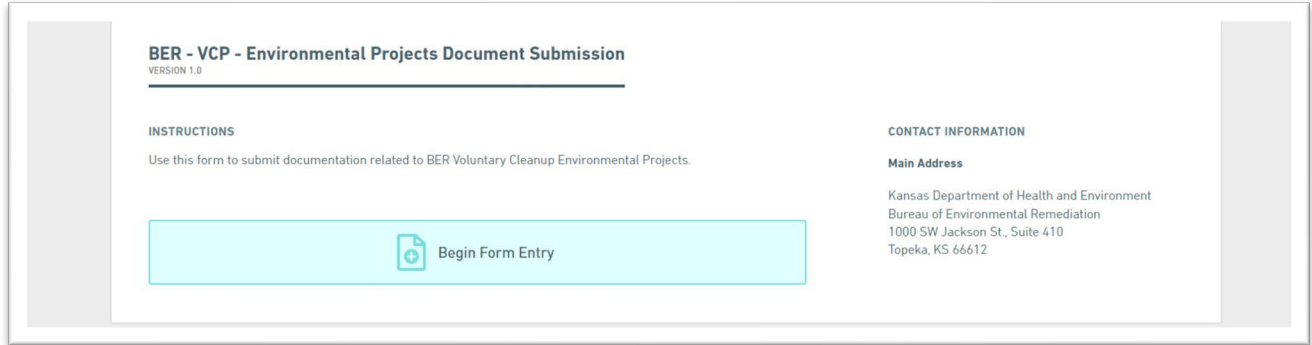 BER - VCP - Environmental Projects Document Submission
VERSION 1.0
INSTRUCTIONS
Use this form to submit documentation related to BER Voluntary Cleanup Environmental Projects.
Begin Form Entry
CONTACT INFORMATION
Main Address
Kansas Department of Health and Environment
Bureau of Environmental Remediation
1000 SW Jackson St., Suite 410
Topeka, KS 66612